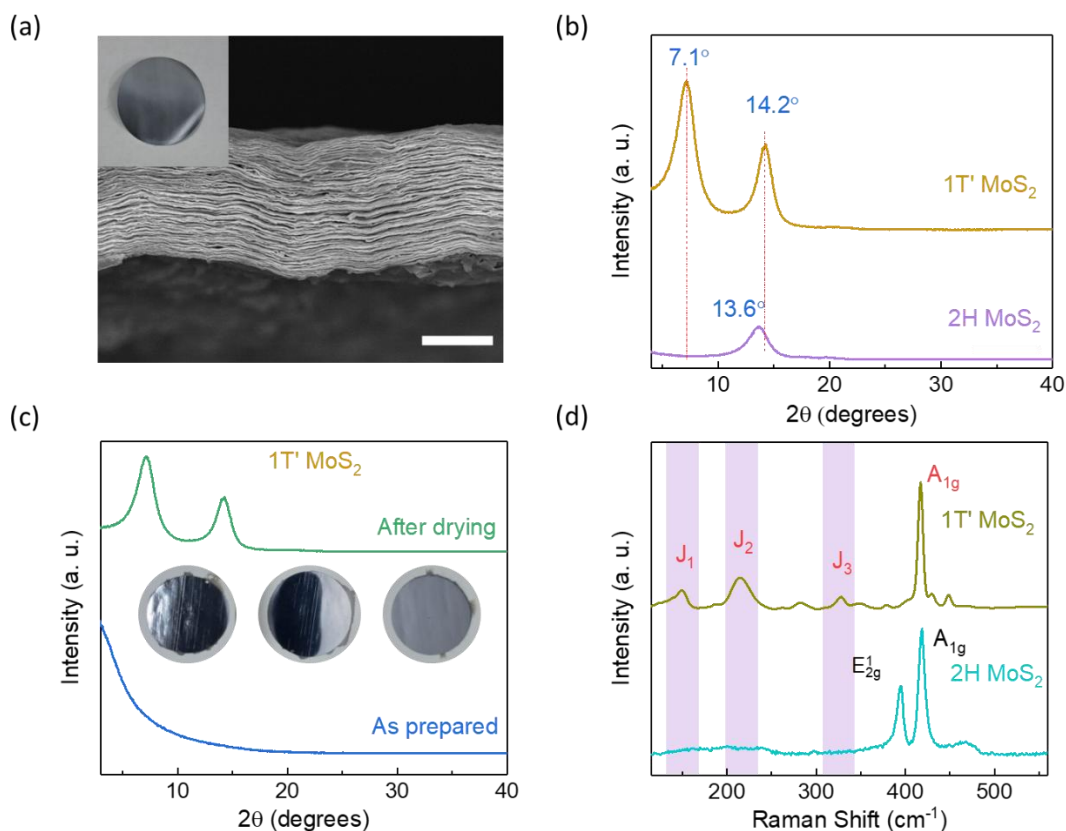 (a)
(b)
Intensity (a. u.)
7.1°
14.2°
1T' MoS₂
13.6°
2H MoS₂
10 20 30 40
2θ (degrees)
(c)
Intensity (a. u.)
1T' MoS₂
After drying
As prepared
10 20 30 40
2θ (degrees)
(d)
Intensity (a. u.)
A₁g
1T' MoS₂
J₁
J₂
J₃
A₁g
E¹₂g
2H MoS₂
200 300 400 500
Raman Shift (cm⁻¹)